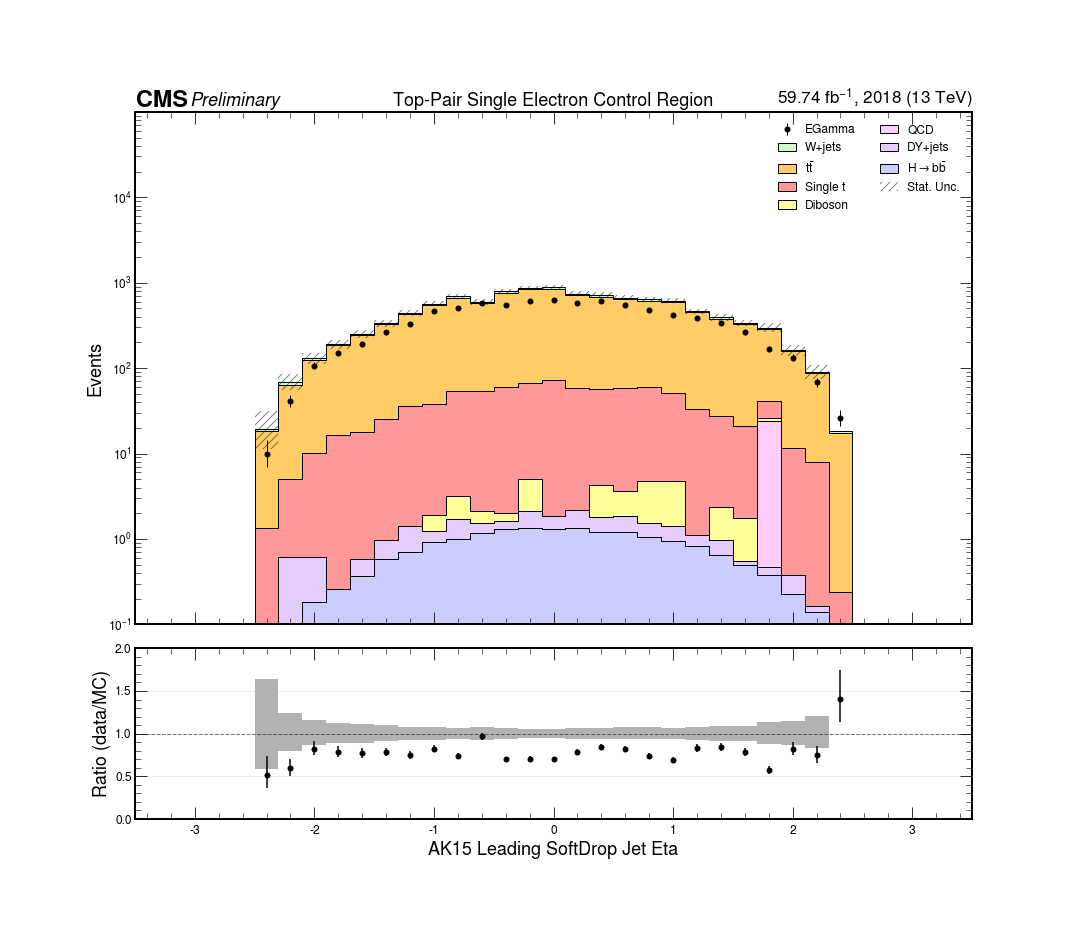 CMS Preliminary Top-Pair Single Electron Control Region 59.74 fb⁻¹, 2018 (13 TeV)
EGamma QCD
W+jets DY+jets
tt̄ H→bb̄
Single t Stat. Unc.
Diboson
Events
10⁴
10³
10²
10¹
10⁰
10⁻¹
Ratio (data/MC)
2.0
1.5
1.0
0.5
0.0
-3 -2 -1 0 1 2 3
AK15 Leading SoftDrop Jet Eta